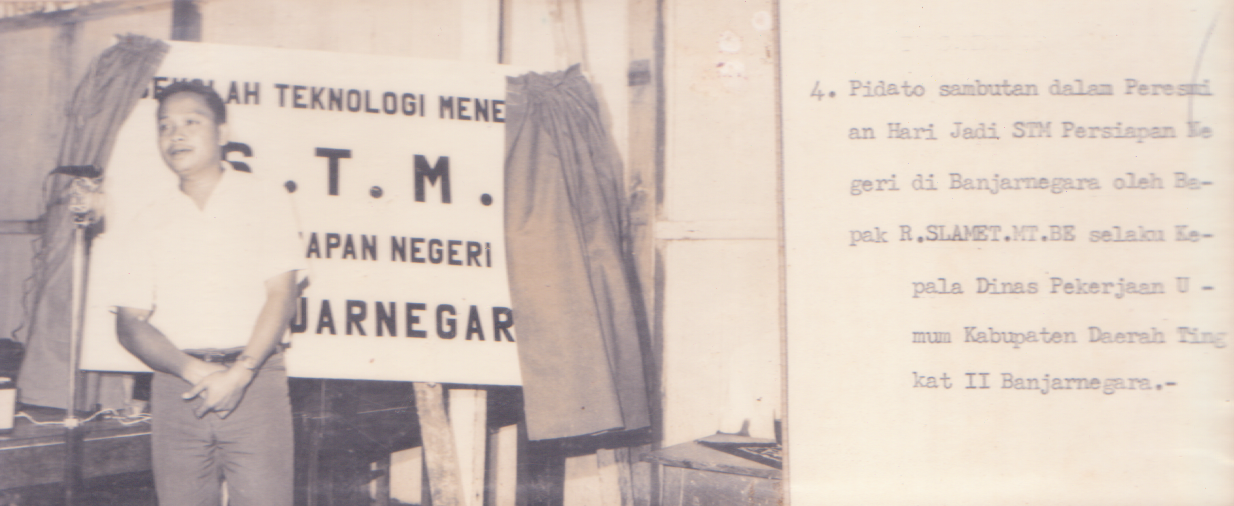 SEKOLAH TEKNOLOGI MENE
S.T.M.
APAN NEGERI
JARNEGAR
4. Pidato sambutan dalam Peresmi
an Hari Jadi STM Persiapan Ne
geri di Banjarnegara oleh Ba-
pak R.SLAMET.MT.BE selaku Ke-
pala Dinas Pekerjaan U -
mum Kabupaten Daerah Ting
kat II Banjarnegara.-